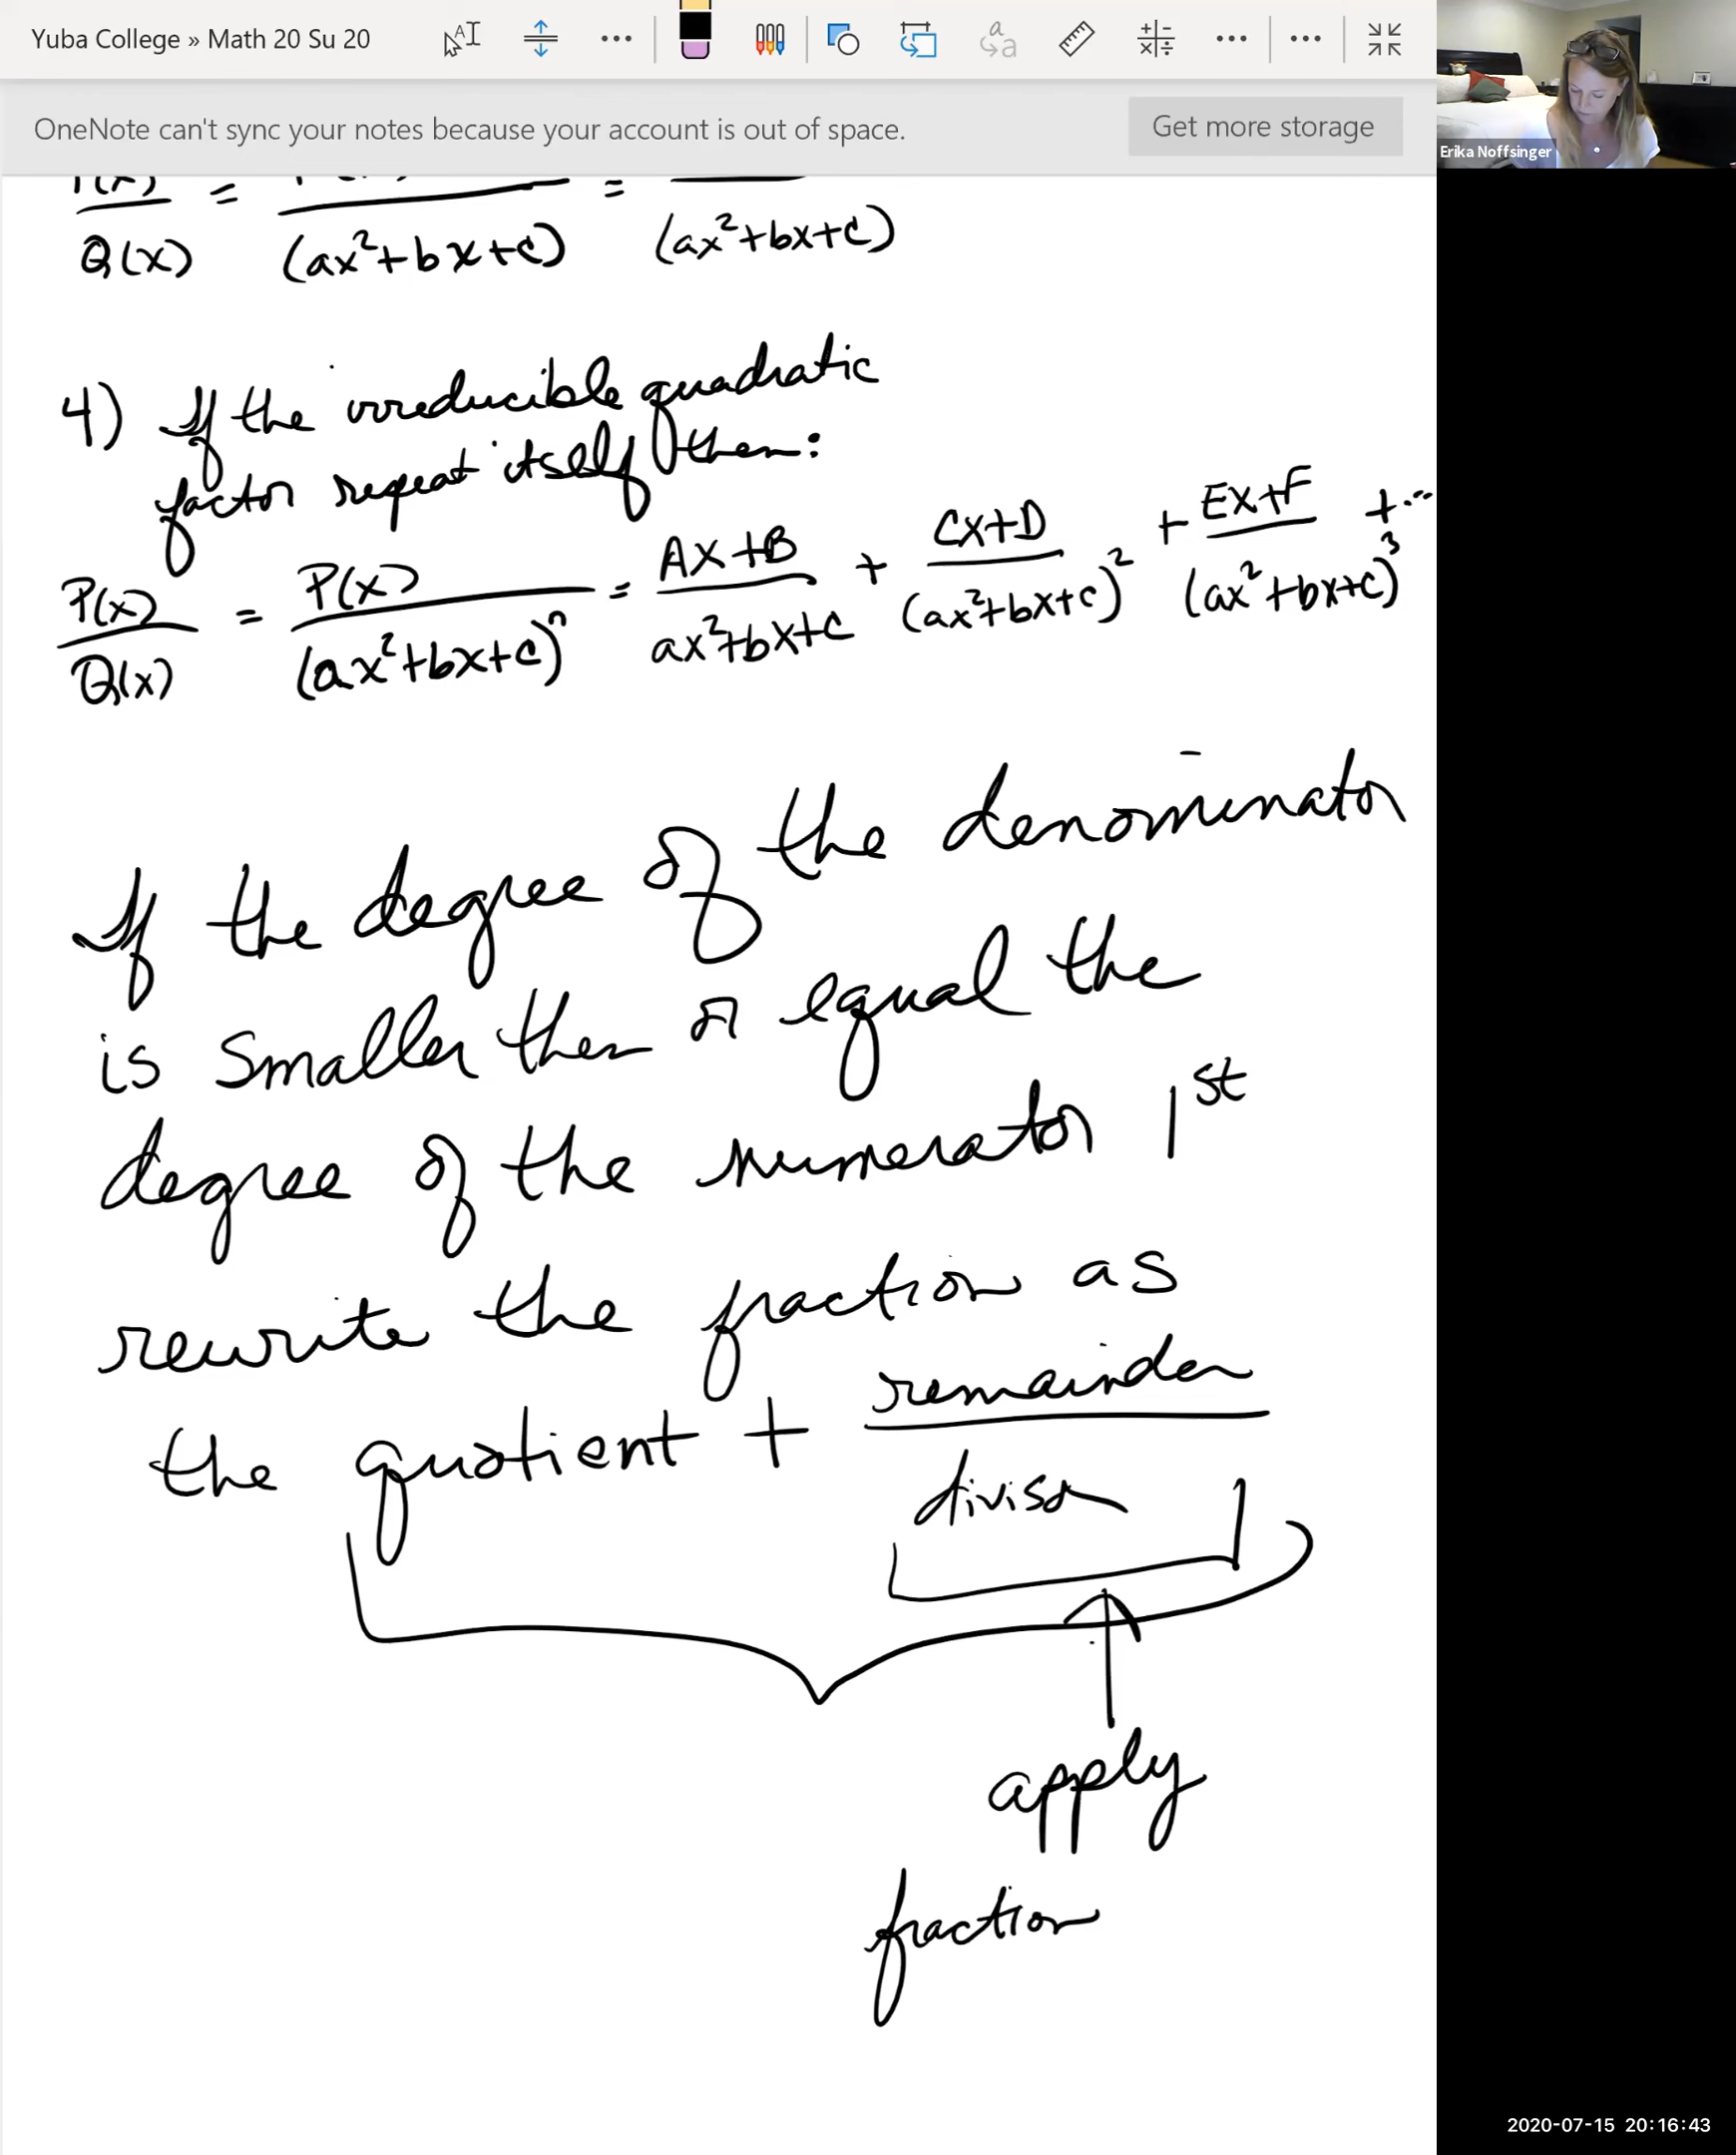 Yuba College » Math 20 Su 20
OneNote can't sync your notes because your account is out of space.
Get more storage
Erika Noffsinger
Q(x) = (ax²+bx+c) = (ax²+bx+c)
4) If the irreducible quadratic
factor repeat itself then:
P(x)/Q(x) = P(x)/(ax²+bx+c)ⁿ = Ax+B/ax²+bx+c + Cx+D/(ax²+bx+c)² + Ex+F/(ax²+bx+c)³ + ...
If the degree of the denominator
is smaller then or equal the
degree of the numerator 1st
rewrite the fraction as
the quotient + remainder
divisor
apply
fraction
2020-07-15 20:16:43